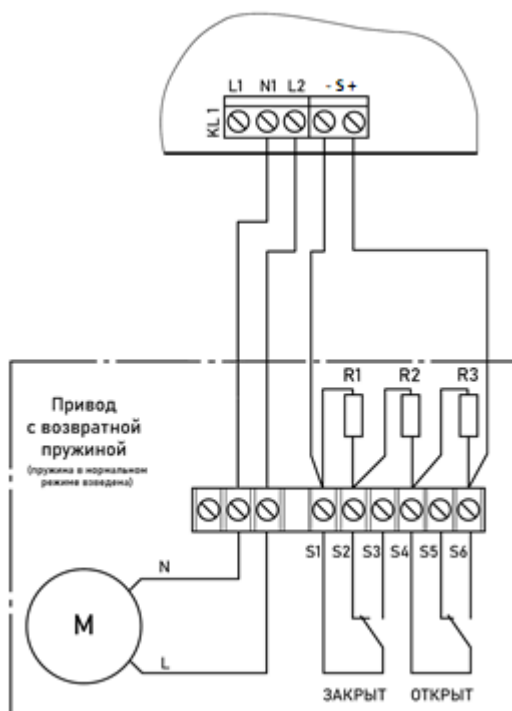 L1 N1 L2 - S +
KL1
R1 R2 R3
Привод
с возвратной
пружиной
(пружина в нормальном
режиме взведена)
S1 S2 S3 S4 S5 S6
N
M
L
ЗАКРЫТ ОТКРЫТ